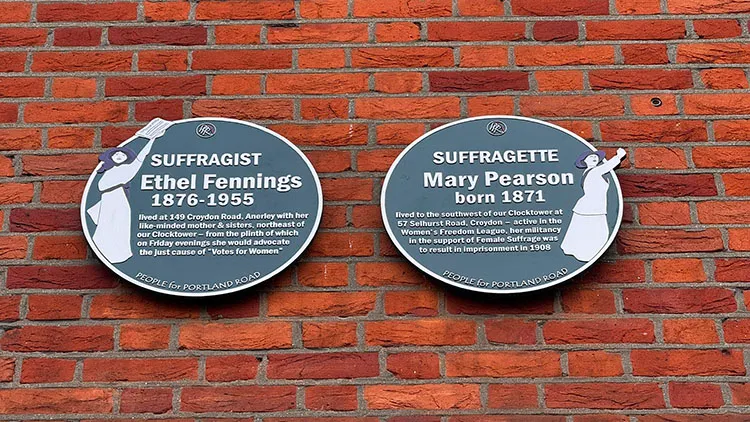 SUFFRAGIST
Ethel Fennings
1876-1955
lived at 149 Croydon Road, Anerley with her
like-minded mother & sisters, northeast of
our Clocktower – from the plinth of which
on Friday evenings she would advocate
the just cause of "Votes for Women"
PEOPLE for PORTLAND ROAD
SUFFRAGETTE
Mary Pearson
born 1871
lived to the southwest of our Clocktower at
57 Selhurst Road, Croydon – active in the
Women's Freedom League, her militancy
in the support of Female Suffrage was
to result in imprisonment in 1908
PEOPLE for PORTLAND ROAD